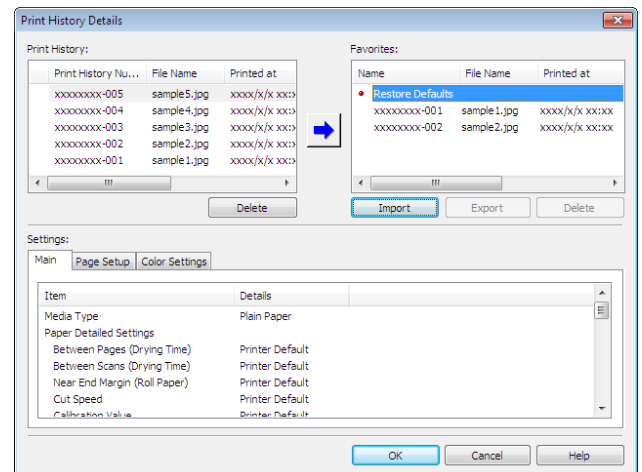 Print History Details
Print History:
Print History Nu... File Name Printed at
xxxxxxxx-005 sample5.jpg xxxx/x/x xx:x
xxxxxxxx-004 sample4.jpg xxxx/x/x xx:x
xxxxxxxx-003 sample3.jpg xxxx/x/x xx:x
xxxxxxxx-002 sample2.jpg xxxx/x/x xx:x
xxxxxxxx-001 sample1.jpg xxxx/x/x xx:x
Delete
Favorites:
Name File Name Printed at
Restore Defaults
xxxxxxxx-001 sample1.jpg xxxx/x/x xx:xx
xxxxxxxx-002 sample2.jpg xxxx/x/x xx:xx
Import Export Delete
Settings:
Main Page Setup Color Settings
Item Details
Media Type Plain Paper
Paper Detailed Settings
Between Pages (Drying Time) Printer Default
Between Scans (Drying Time) Printer Default
Near End Margin (Roll Paper) Printer Default
Cut Speed Printer Default
Calibration Value Printer Default
OK Cancel Help